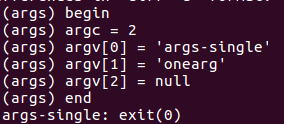 (args) begin
(args) argc = 2
(args) argv[0] = 'args-single'
(args) argv[1] = 'onearg'
(args) argv[2] = null
(args) end
args-single: exit(0)